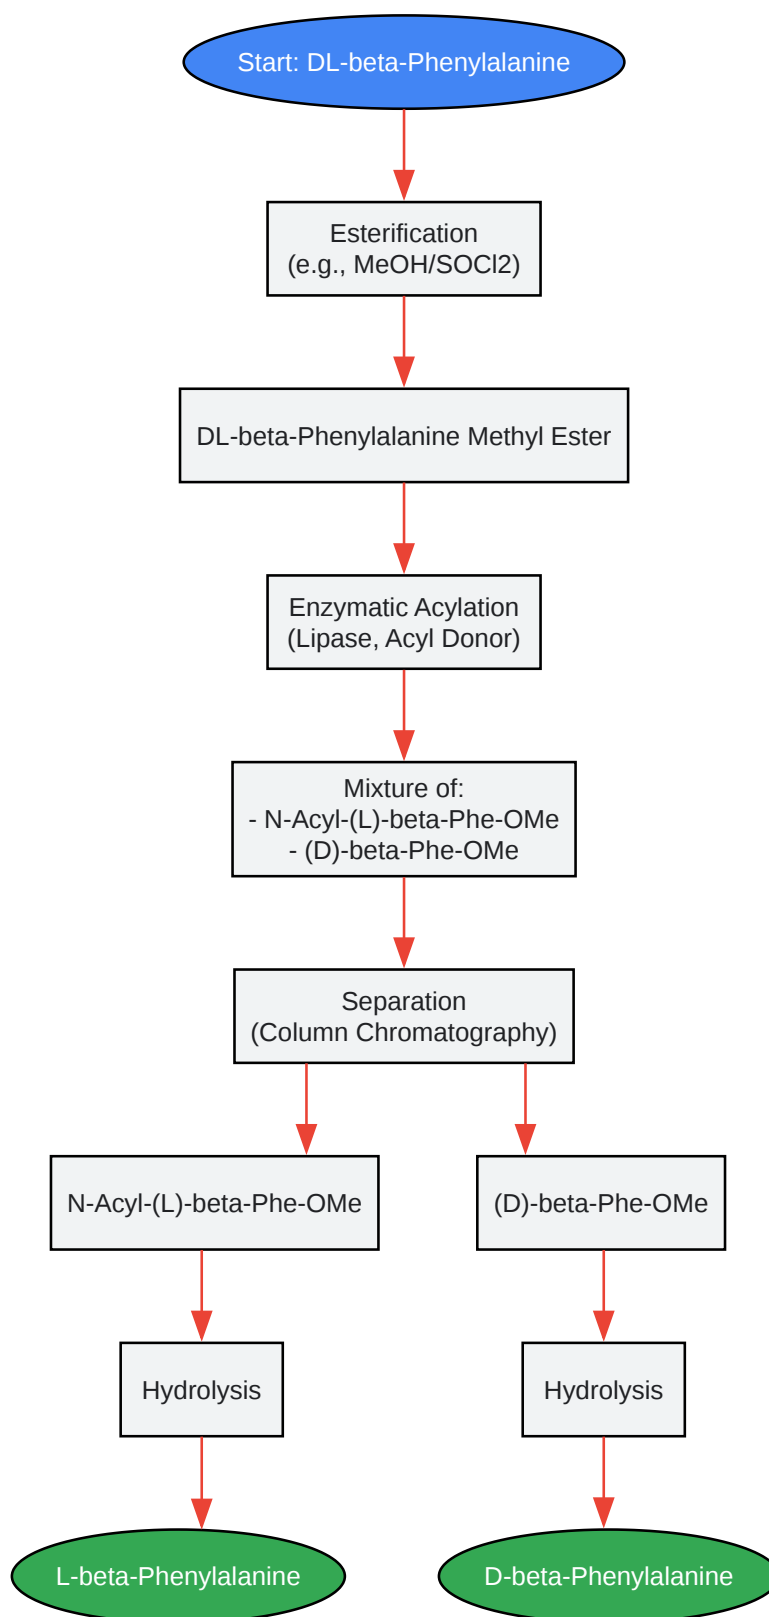 Start: DL-beta-Phenylalanine
Esterification
(e.g., MeOH/SOCl2)
DL-beta-Phenylalanine Methyl Ester
Enzymatic Acylation
(Lipase, Acyl Donor)
Mixture of:
- N-Acyl-(L)-beta-Phe-OMe
- (D)-beta-Phe-OMe
Separation
(Column Chromatography)
N-Acyl-(L)-beta-Phe-OMe
(D)-beta-Phe-OMe
Hydrolysis
Hydrolysis
L-beta-Phenylalanine
D-beta-Phenylalanine